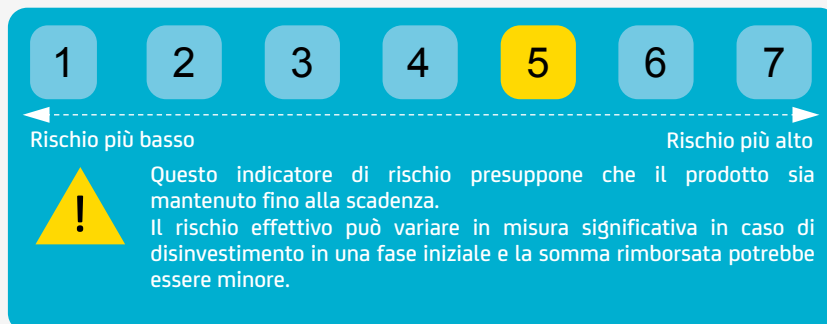 1 2 3 4 5 6 7
Rischio più basso Rischio più alto
!
Questo indicatore di rischio presuppone che il prodotto sia
mantenuto fino alla scadenza.
Il rischio effettivo può variare in misura significativa in caso di
disinvestimento in una fase iniziale e la somma rimborsata potrebbe
essere minore.